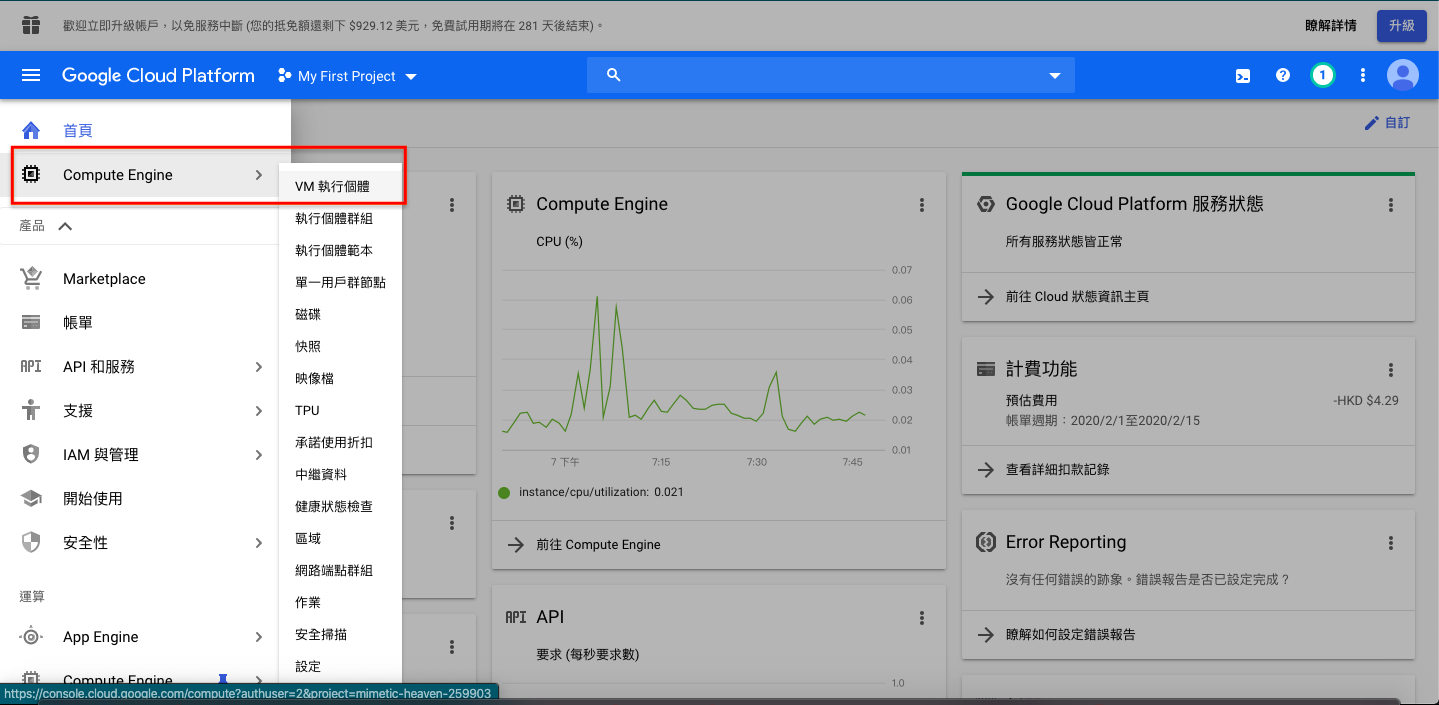 歡迎立即升級帳戶，以免服務中斷 (您的抵免額還剩下 $929.12 美元，免費試用期將在 281 天後結束)。
瞭解詳情
升級
Google Cloud Platform
My First Project
1
自訂
首頁
Compute Engine
產品
Marketplace
帳單
API
API 和服務
支援
IAM 與管理
開始使用
安全性
運算
App Engine
Compute Engine
VM 執行個體
執行個體群組
執行個體範本
單一用戶群節點
磁碟
快照
映像檔
TPU
承諾使用折扣
中繼資料
健康狀態檢查
區域
網路端點群組
作業
安全掃描
設定
Compute Engine
CPU (%)
0.07
0.06
0.05
0.04
0.03
0.02
0.01
7 下午
7:15
7:30
7:45
instance/cpu/utilization: 0.021
前往 Compute Engine
API
API
要求 (每秒要求數)
1.0
Google Cloud Platform 服務狀態
所有服務狀態皆正常
前往 Cloud 狀態資訊主頁
計費功能
預估費用
-HKD $4.29
帳單週期：2020/2/1至2020/2/15
查看詳細扣款記錄
Error Reporting
沒有任何錯誤的跡象。錯誤報告是否已設定完成？
瞭解如何設定錯誤報告
https://console.cloud.google.com/compute?authuser=2&project=mimetic-heaven-259903